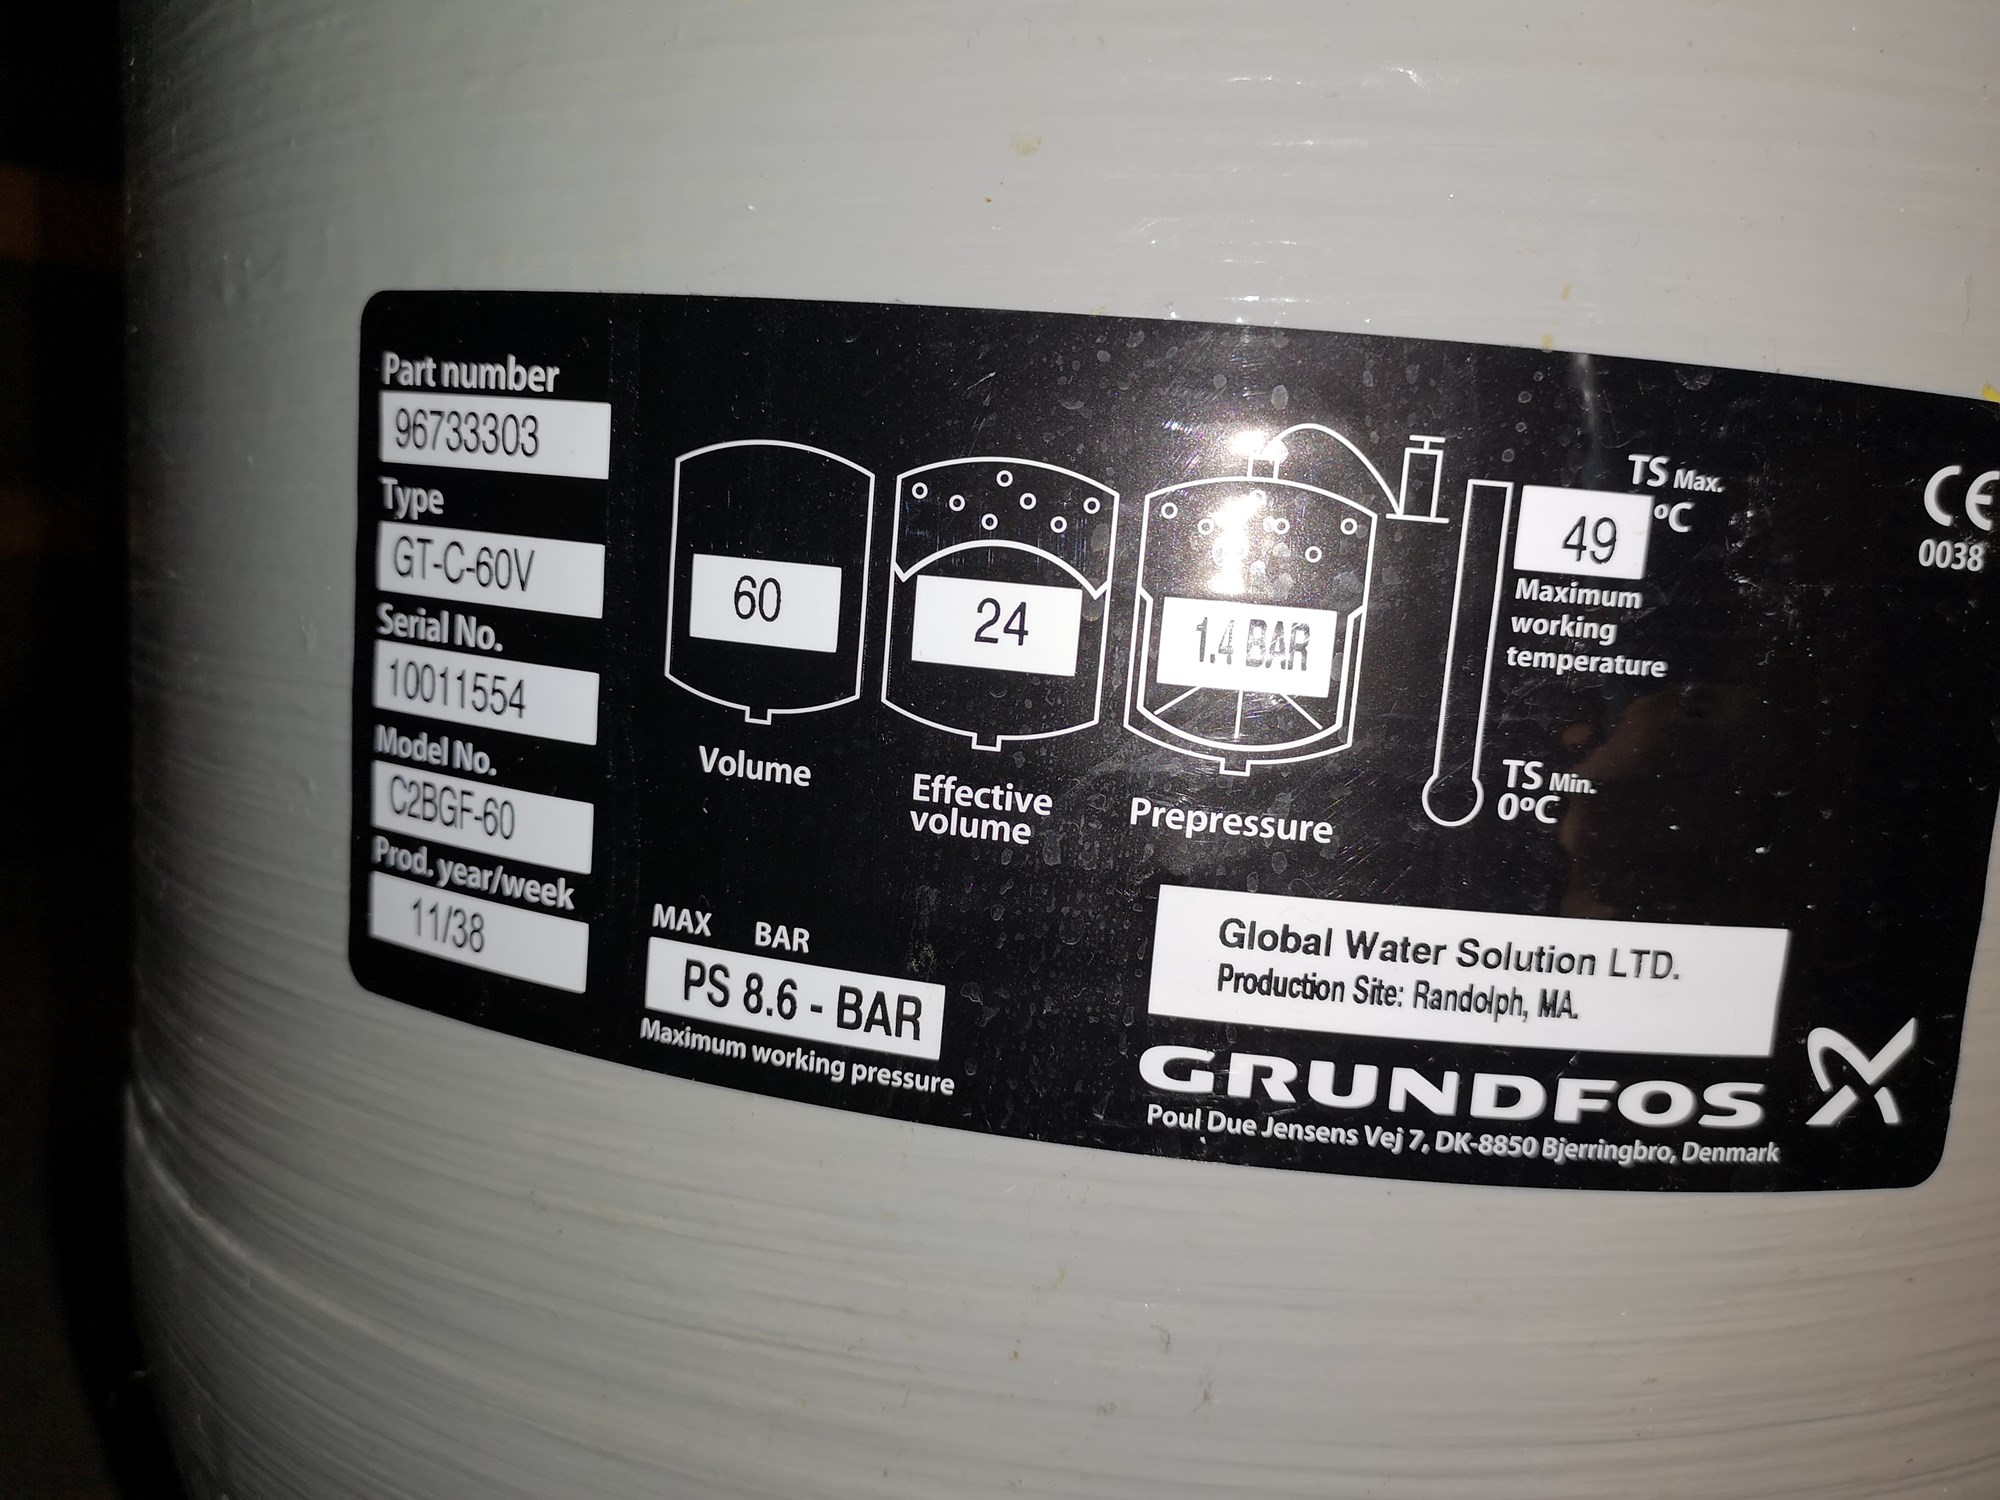 Part number
96733303
Type
GT-C-60V
Serial No.
10011554
Model No.
C2BGF-60
Prod. year/week
11/38
60
Volume
24
Effective
volume
1.4 BAR
Prepressure
TS Max.
49 ºC
Maximum
working
temperature
TS Min.
0ºC
CE
0038
MAX BAR
PS 8.6 - BAR
Maximum working pressure
Global Water Solution LTD.
Production Site: Randolph, MA.
GRUNDFOS
Poul Due Jensens Vej 7, DK-8850 Bjerringbro, Denmark